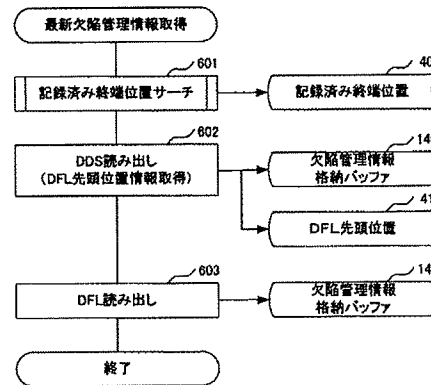 最新欠陥管理情報取得
601
記録済み終端位置サーチ
記録済み終端位置
602
DDS読み出し
(DFL先頭位置情報取得)
欠陥管理情報
格納バッファ
DFL先頭位置
603
DFL読み出し
欠陥管理情報
格納バッファ
終了